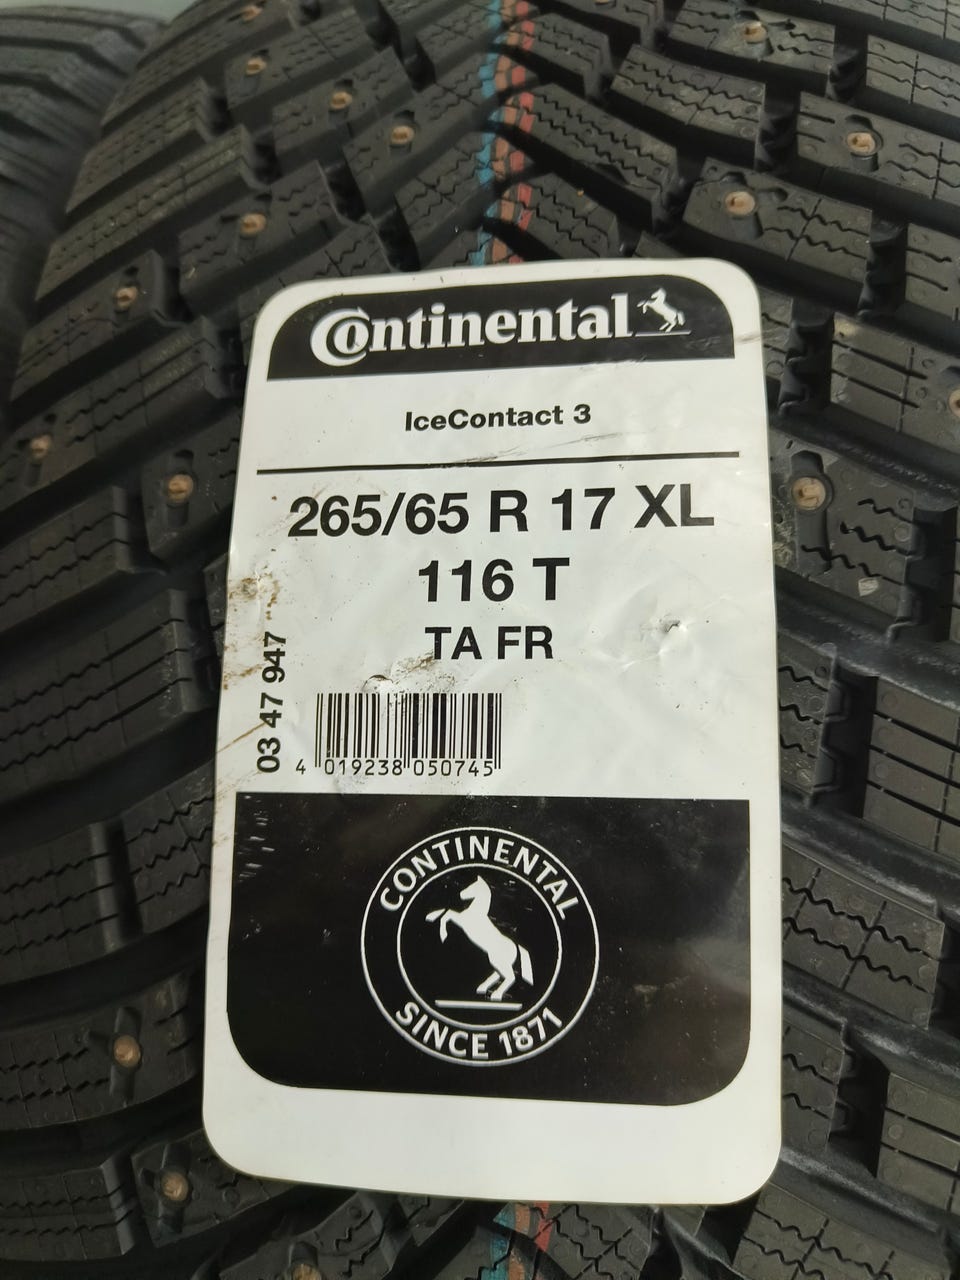 Continental
IceContact 3
265/65 R 17 XL
116 T
TA FR
03 47 947
4 019238 050745
CONTINENTAL
SINCE 1871